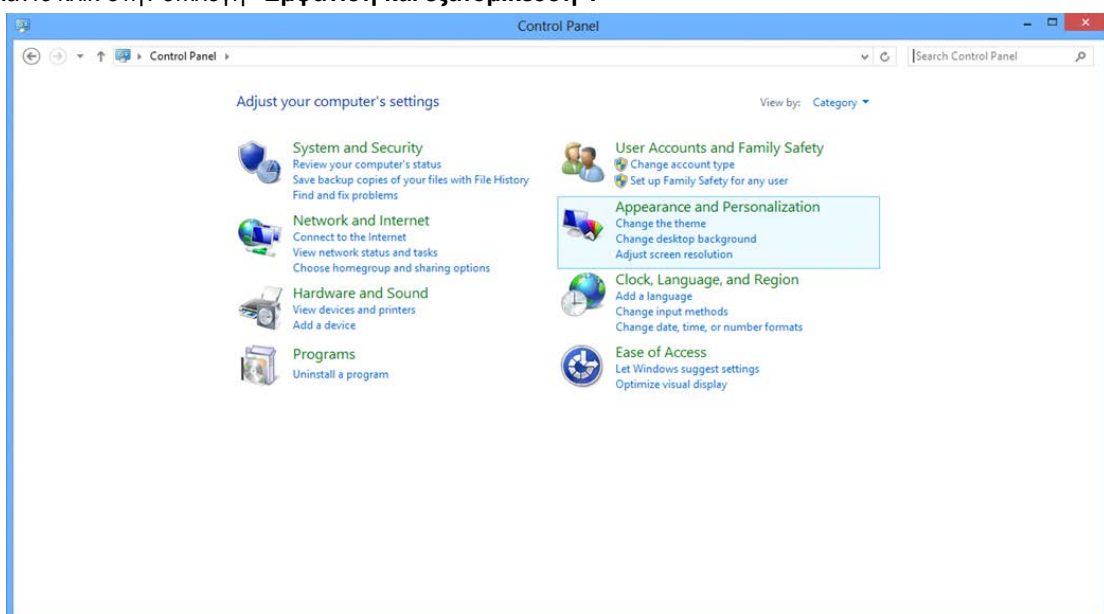 "Εμφάνιση και εξατομίκευση".
Control Panel
Control Panel
Search Control Panel
Adjust your computer's settings
View by: Category
System and Security
Review your computer's status
Save backup copies of your files with File History
Find and fix problems
Network and Internet
Connect to the Internet
View network status and tasks
Choose homegroup and sharing options
Hardware and Sound
View devices and printers
Add a device
Programs
Uninstall a program
User Accounts and Family Safety
Change account type
Set up Family Safety for any user
Appearance and Personalization
Change the theme
Change desktop background
Adjust screen resolution
Clock, Language, and Region
Add a language
Change input methods
Change date, time, or number formats
Ease of Access
Let Windows suggest settings
Optimize visual display